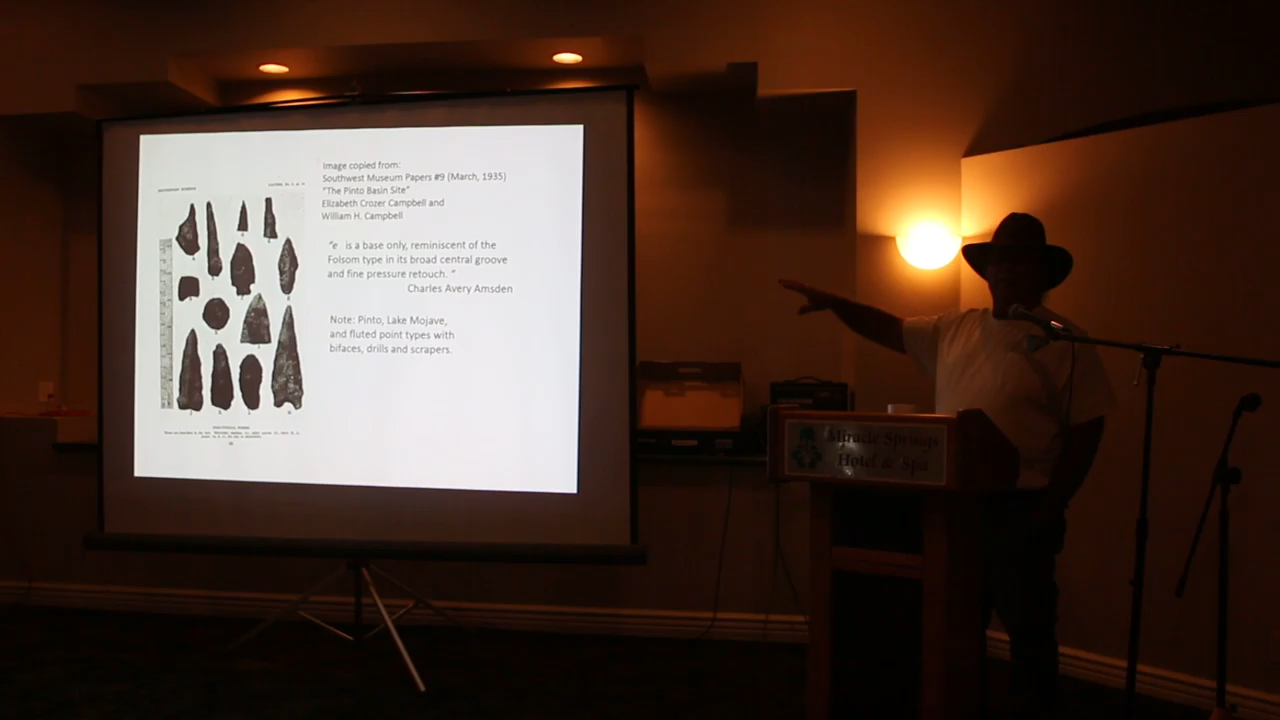 Image copied from:
Southwest Museum Papers #9 (March, 1935)
"The Pinto Basin Site"
Elizabeth Crozer Campbell and
William H. Campbell
"e is a base only, reminiscent of the
Folsom type in its broad central groove
and fine pressure retouch. "
Charles Avery Amsden
Note: Pinto, Lake Mojave,
and fluted point types with
bifaces, drills and scrapers.
Miracle Springs
Hotel & Spa